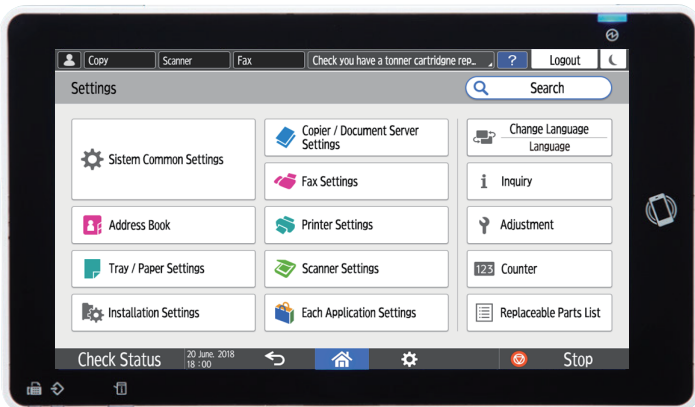 Copy
Scanner
Fax
Check you have a tonner cartridgne rep...
?
Logout
Settings
Search
Sistem Common Settings
Copier / Document Server
Settings
Change Language
Language
Fax Settings
i Inquiry
Address Book
Printer Settings
Adjustment
Tray / Paper Settings
Scanner Settings
123 Counter
Installation Settings
Each Application Settings
Replaceable Parts List
Check Status
20 June. 2018
18 : 00
Stop